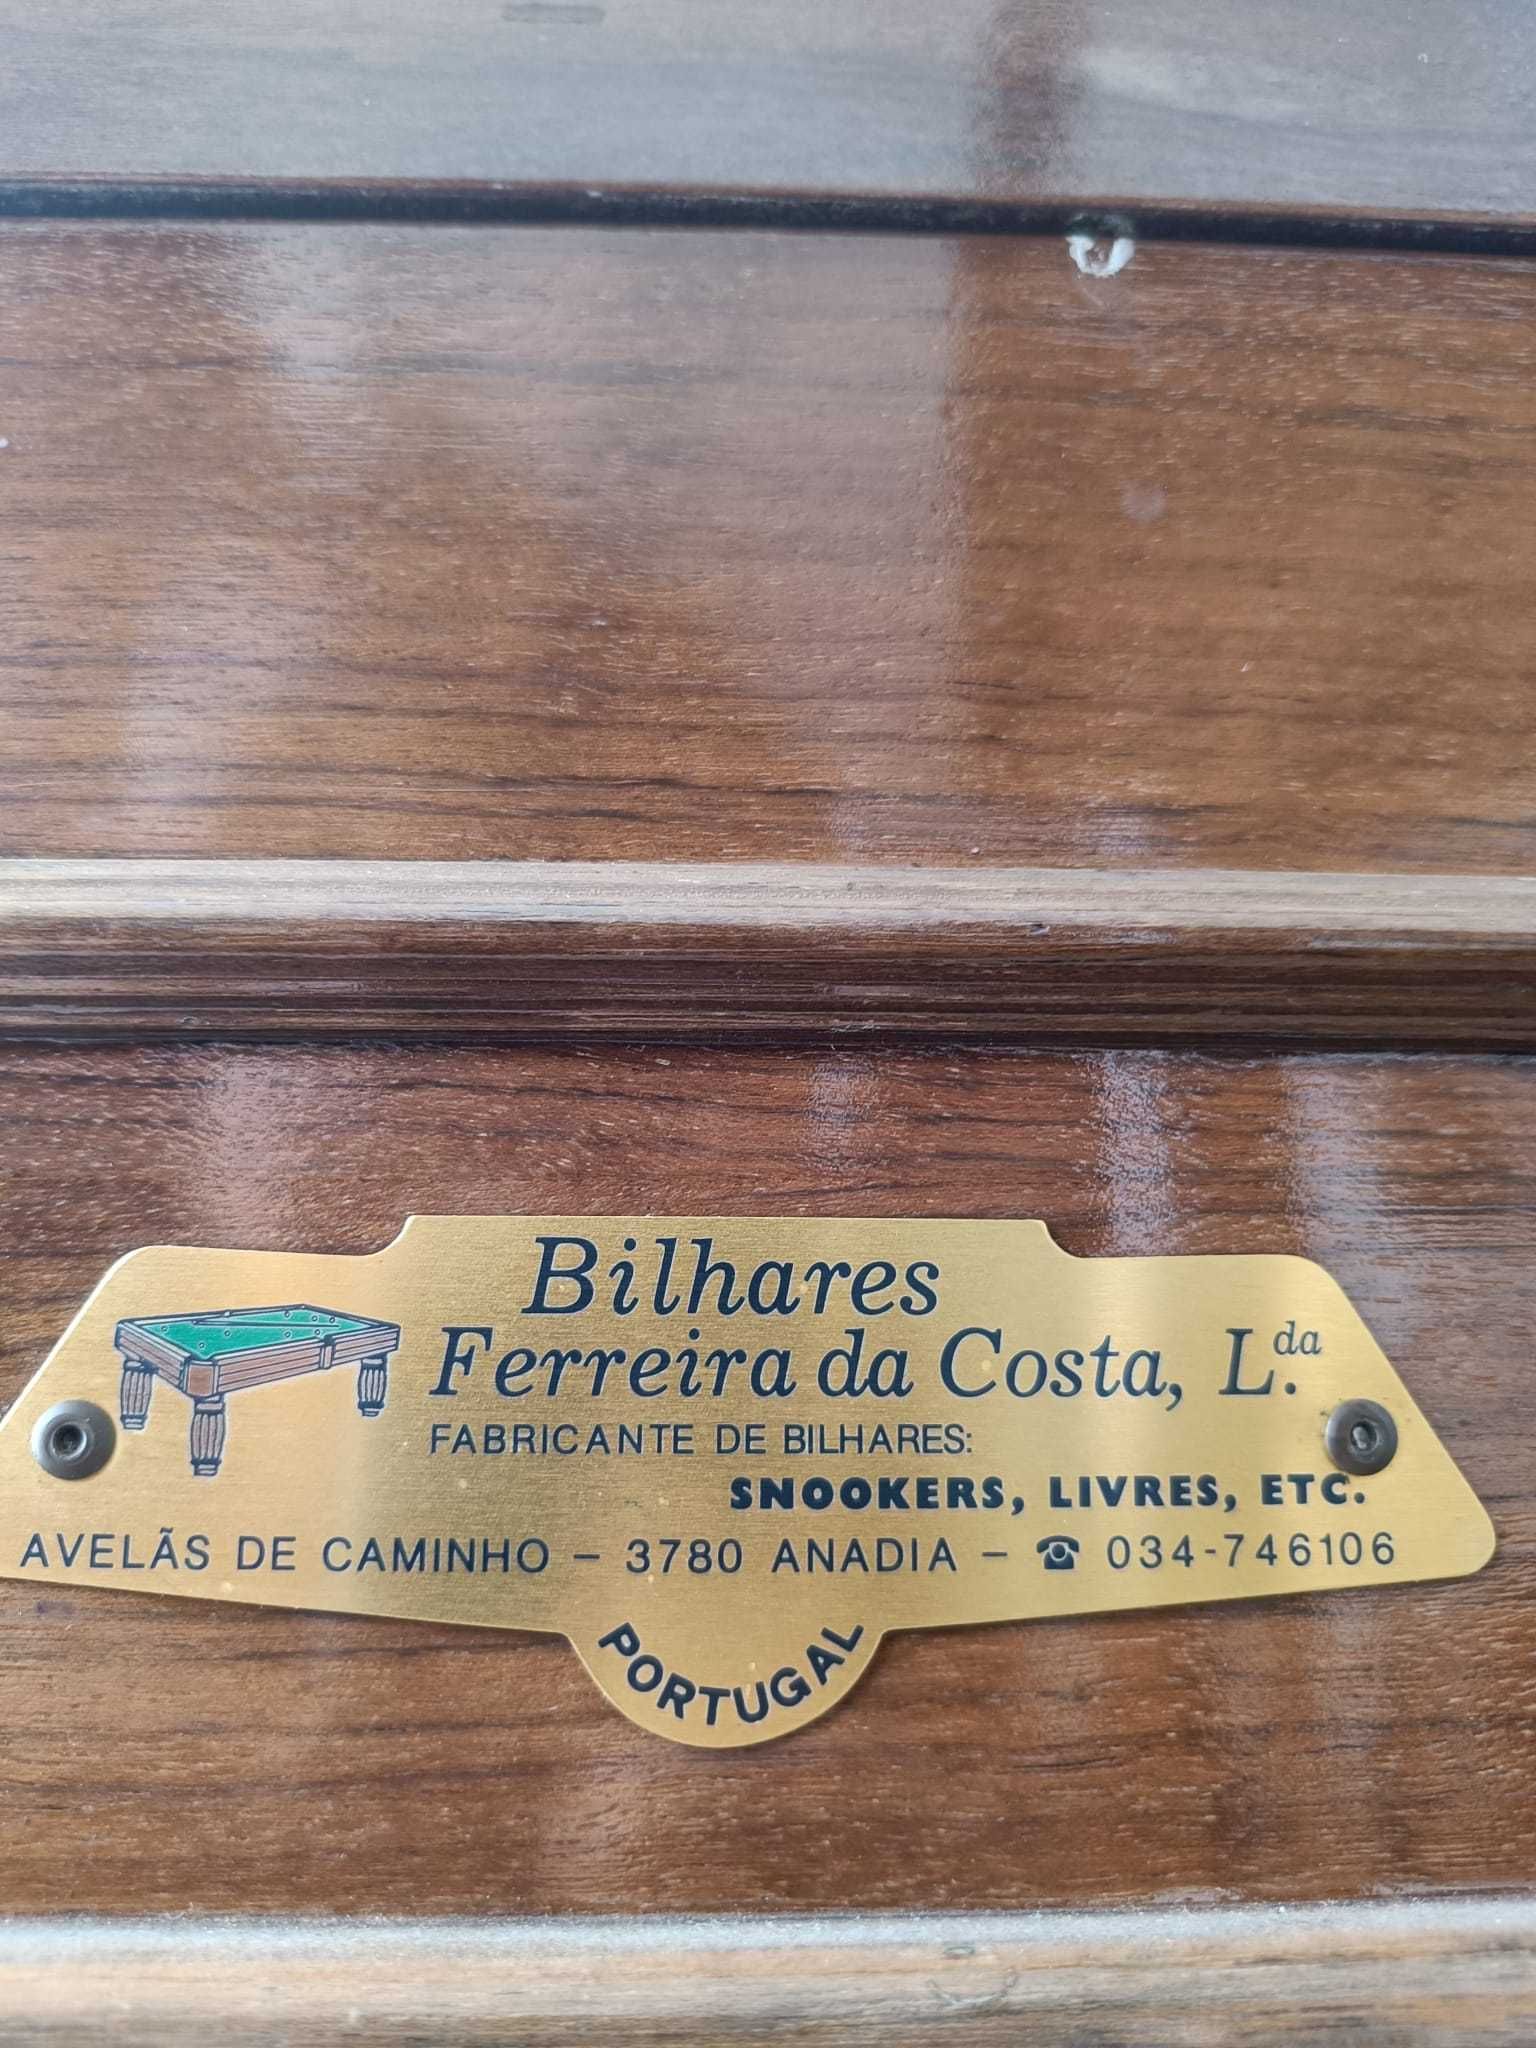 Bilhares
Ferreira da Costa, L.da
FABRICANTE DE BILHARES:
SNOOKERS, LIVRES, ETC.
AVELÃS DE CAMINHO – 3780 ANADIA – ☎ 034-746106
PORTUGAL